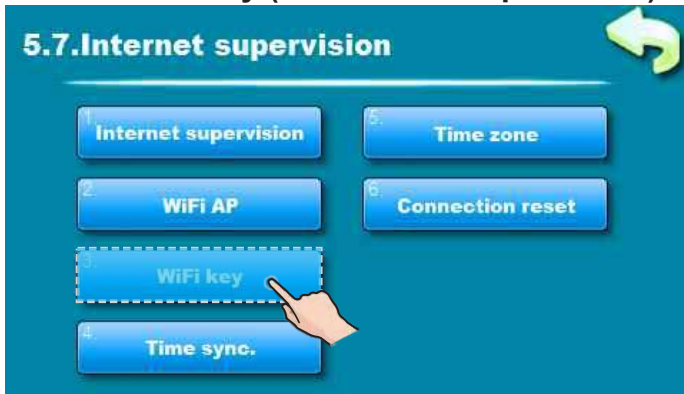 5.7.Internet supervision
1.
Internet supervision
2.
WiFi AP
3.
WiFi key
4.
Time sync.
5.
Time zone
6.
Connection reset